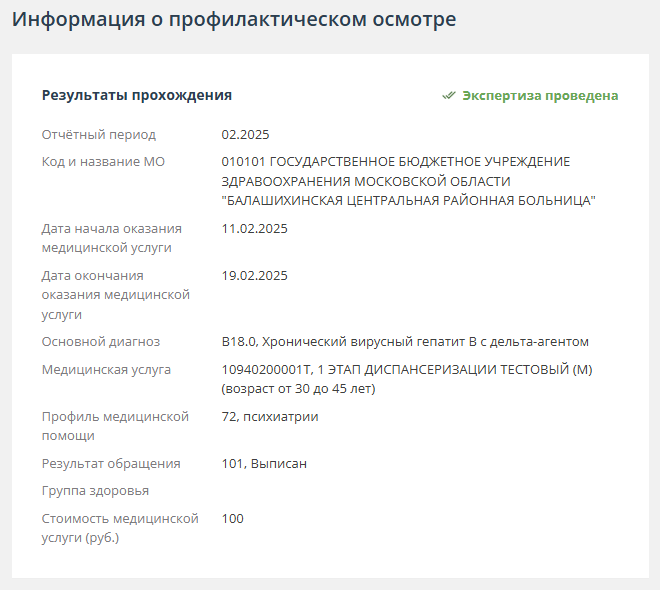 Информация о профилактическом осмотре
Результаты прохождения
Экспертиза проведена
Отчётный период
02.2025
Код и название МО
010101 ГОСУДАРСТВЕННОЕ БЮДЖЕТНОЕ УЧРЕЖДЕНИЕ
ЗДРАВООХРАНЕНИЯ МОСКОВСКОЙ ОБЛАСТИ
"БАЛАШИХИНСКАЯ ЦЕНТРАЛЬНАЯ РАЙОННАЯ БОЛЬНИЦА"
Дата начала оказания
медицинской услуги
11.02.2025
Дата окончания
оказания медицинской
услуги
19.02.2025
Основной диагноз
B18.0, Хронический вирусный гепатит B с дельта-агентом
Медицинская услуга
10940200001Т, 1 ЭТАП ДИСПАНСЕРИЗАЦИИ ТЕСТОВЫЙ (М)
(возраст от 30 до 45 лет)
Профиль медицинской
помощи
72, психиатрии
Результат обращения
101, Выписан
Группа здоровья
Стоимость медицинской
услуги (руб.)
100